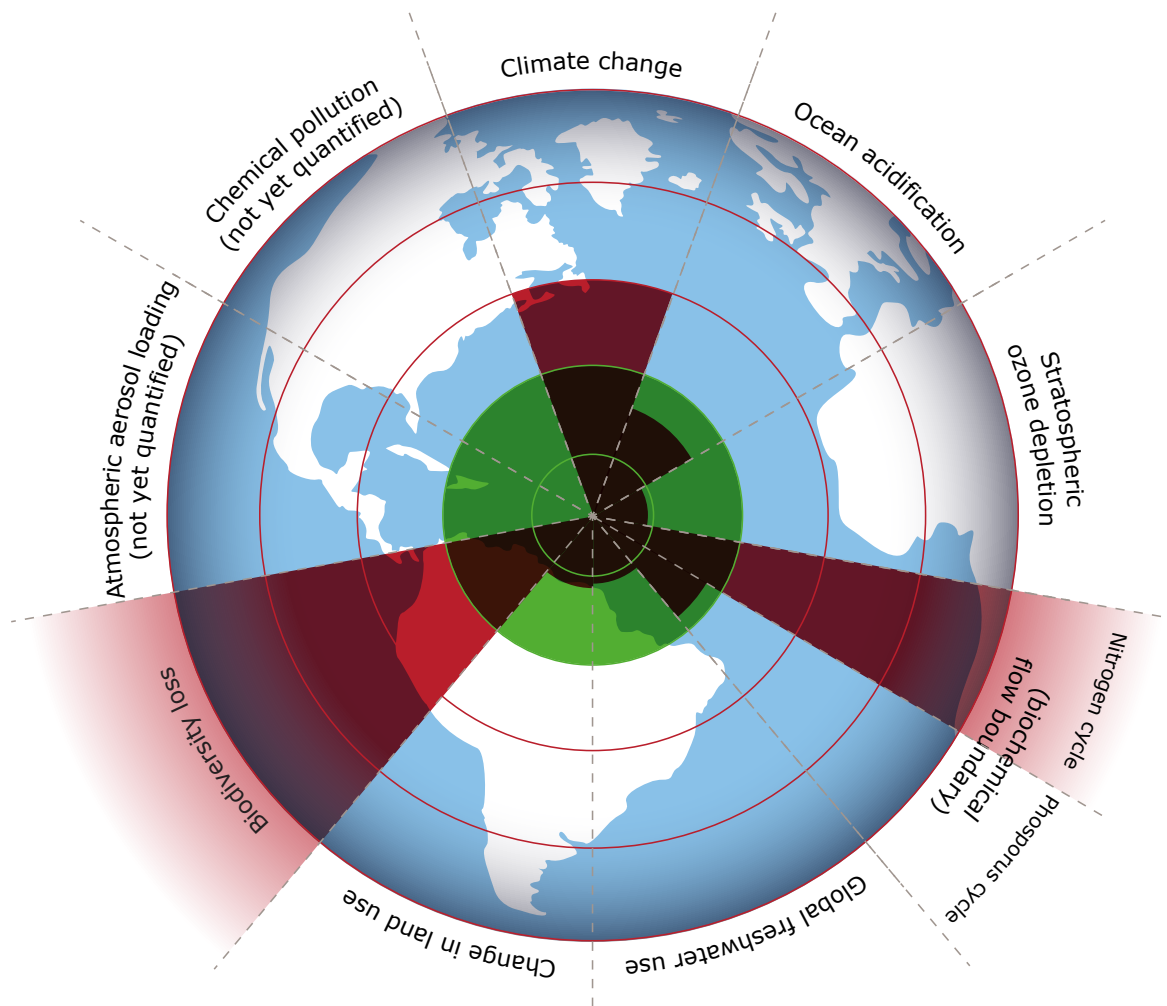 Climate change
Ocean acidification
Stratospheric
ozone depletion
Nitrogen cycle
(biochemical
flow boundary)
Phosporus cycle
Global freshwater use
Change in land use
Biodiversity loss
Atmospheric aerosol loading
(not yet quantified)
Chemical pollution
(not yet quantified)